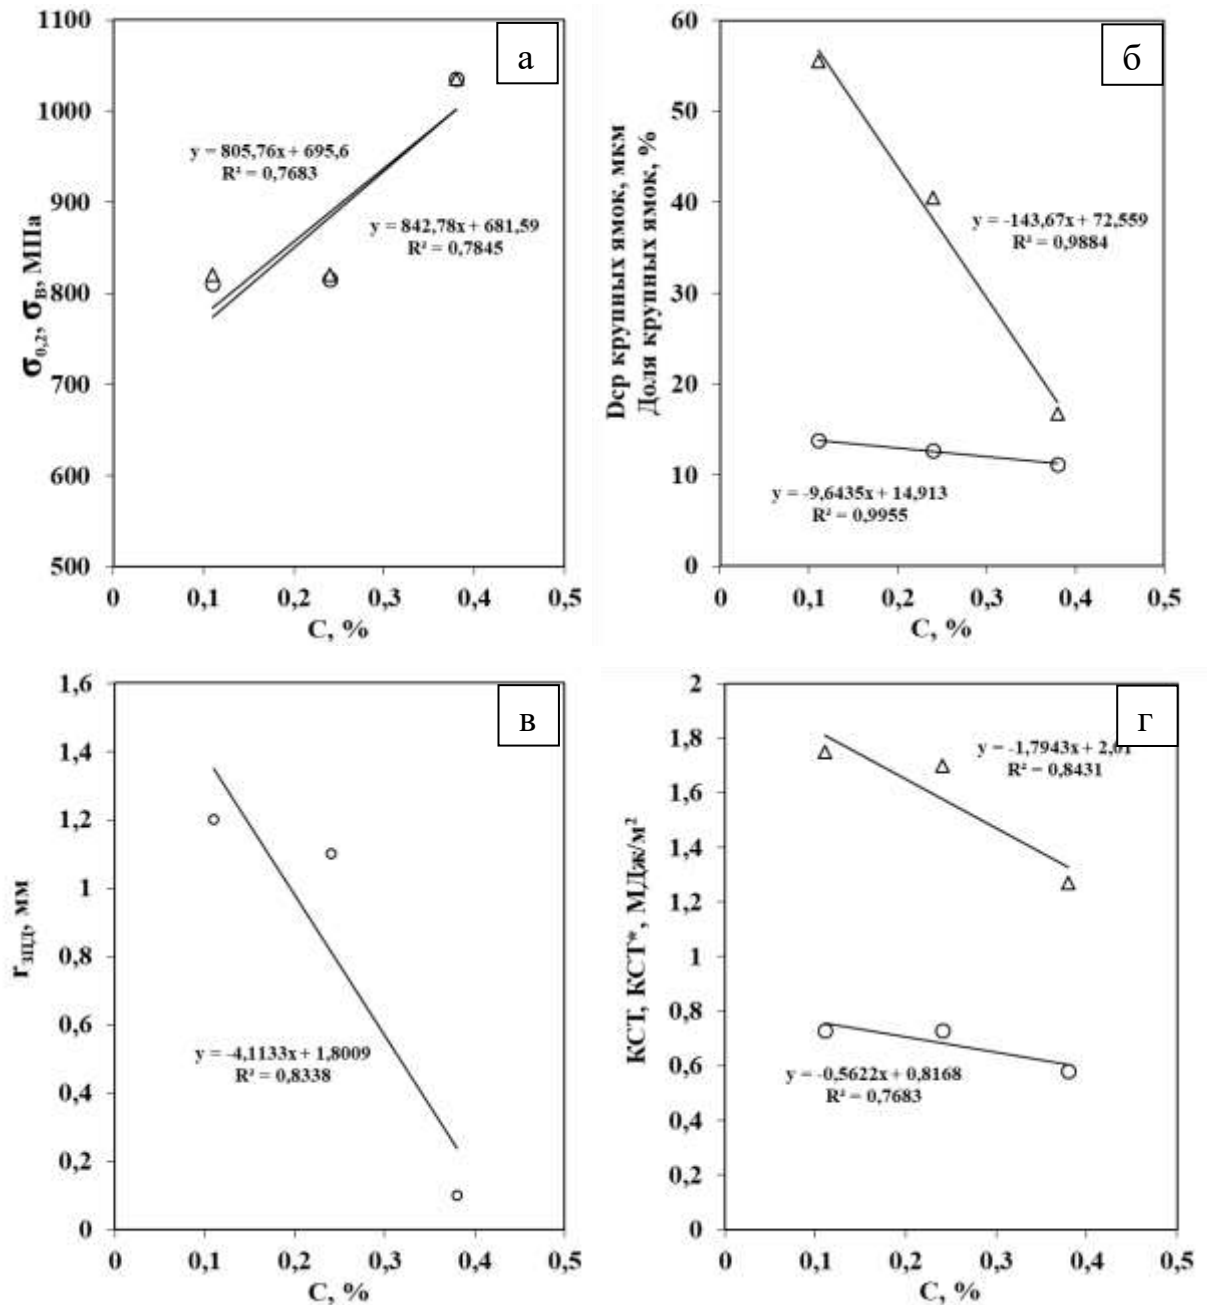 1100
1000
900
800
700
600
500
σ0,2, σв, МПа
а
y = 805,76x + 695,6
R² = 0,7683
y = 842,78x + 681,59
R² = 0,7845
0 0,1 0,2 0,3 0,4 0,5
С, %
60
50
40
30
20
10
0
Dср крупных ямок, мкм
Доля крупных ямок, %
б
y = -143,67x + 72,559
R² = 0,9884
y = -9,6435x + 14,913
R² = 0,9955
0 0,1 0,2 0,3 0,4 0,5
С, %
1,6
1,4
1,2
1
0,8
0,6
0,4
0,2
0
rзпд, мм
в
y = -4,1133x + 1,8009
R² = 0,8338
0 0,1 0,2 0,3 0,4 0,5
С, %
2
1,8
1,6
1,4
1,2
1
0,8
0,6
0,4
0,2
0
КСТ, КСТ*, МДж/м²
г
y = -1,7943x + 2,01
R² = 0,8431
y = -0,5622x + 0,8168
R² = 0,7683
0 0,1 0,2 0,3 0,4 0,5
С, %